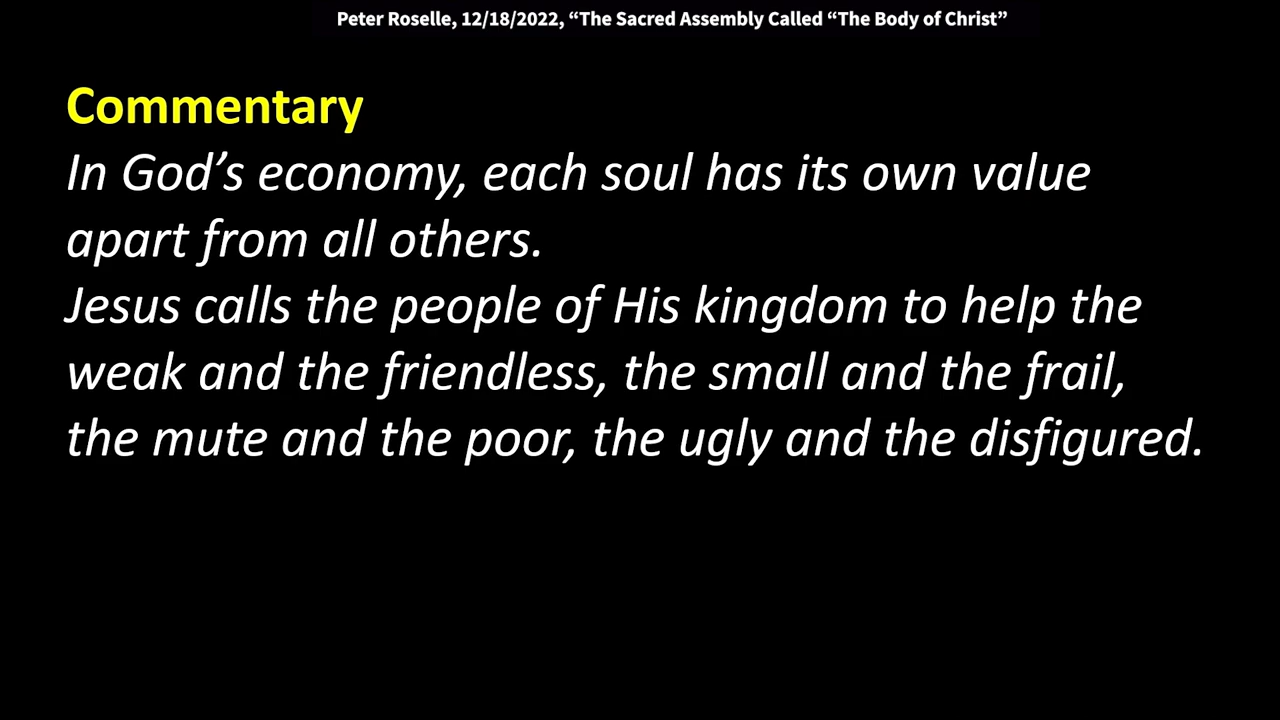 Peter Roselle, 12/18/2022, “The Sacred Assembly Called “The Body of Christ”
Commentary
In God’s economy, each soul has its own value
apart from all others.
Jesus calls the people of His kingdom to help the
weak and the friendless, the small and the frail,
the mute and the poor, the ugly and the disfigured.